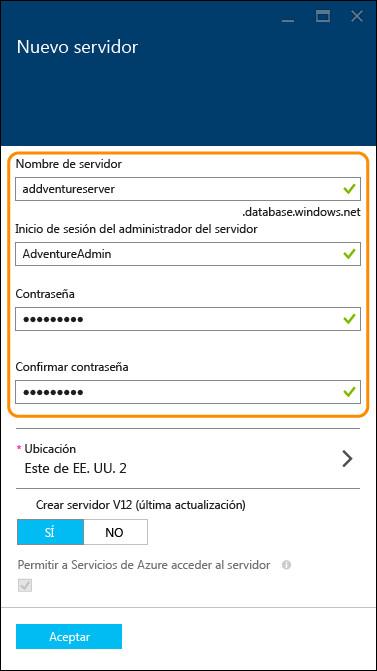 Nuevo servidor
Nombre de servidor
addventureserver
.database.windows.net
Inicio de sesión del administrador del servidor
AdventureAdmin
Contraseña
●●●●●●●●●
Confirmar contraseña
●●●●●●●●●
* Ubicación
Este de EE. UU. 2
Crear servidor V12 (última actualización)
SÍ NO
Permitir a Servicios de Azure acceder al servidor
Aceptar